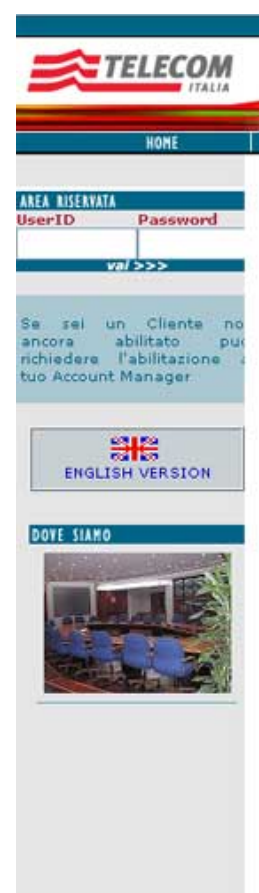 TELECOM
ITALIA
HOME
AREA RISERVATA
UserID Password
vai >>>
Se sei un Cliente no
ancora abilitato puo
richiedere l'abilitazione a
tuo Account Manager
ENGLISH VERSION
DOVE SIAMO